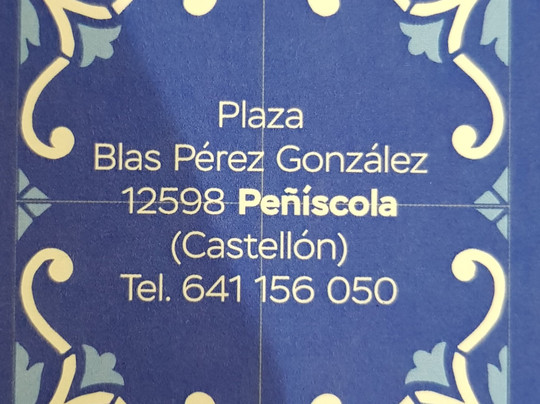 Plaza
Blas Pérez González
12598 Peñíscola
(Castellón)
Tel. 641 156 050